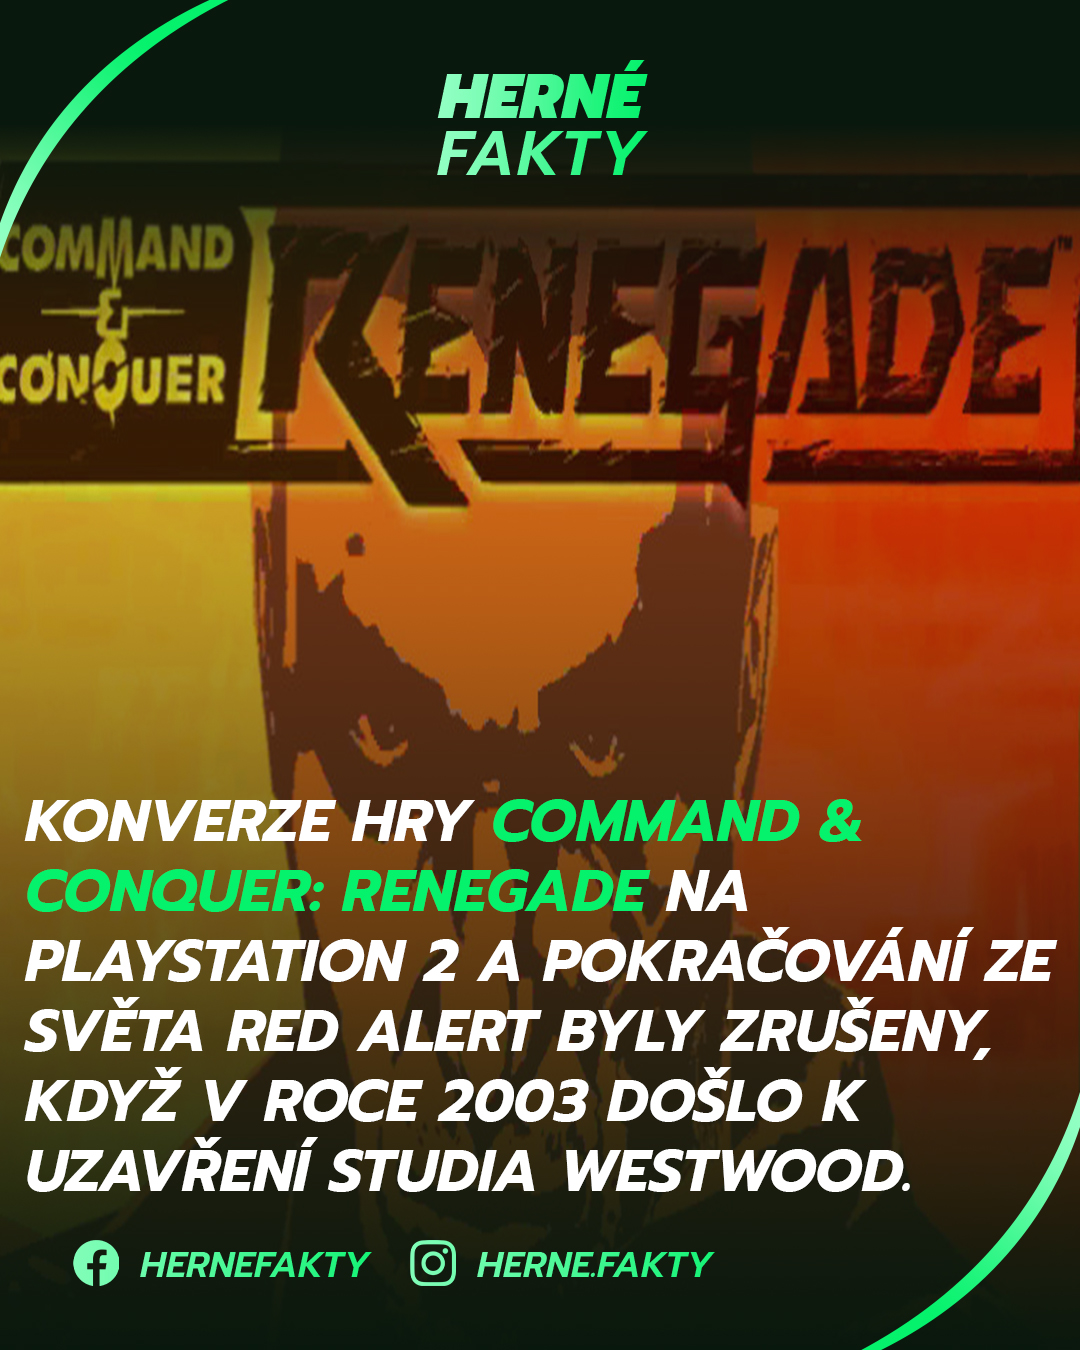 HERNÉ
FAKTY
COMMAND
&
CONQUER
RENEGADE™
KONVERZE HRY COMMAND &
CONQUER: RENEGADE NA
PLAYSTATION 2 A POKRAČOVÁNÍ ZE
SVĚTA RED ALERT BYLY ZRUŠENY,
KDYŽ V ROCE 2003 DOŠLO K
UZAVŘENÍ STUDIA WESTWOOD.
HERNEFAKTY HERNE.FAKTY